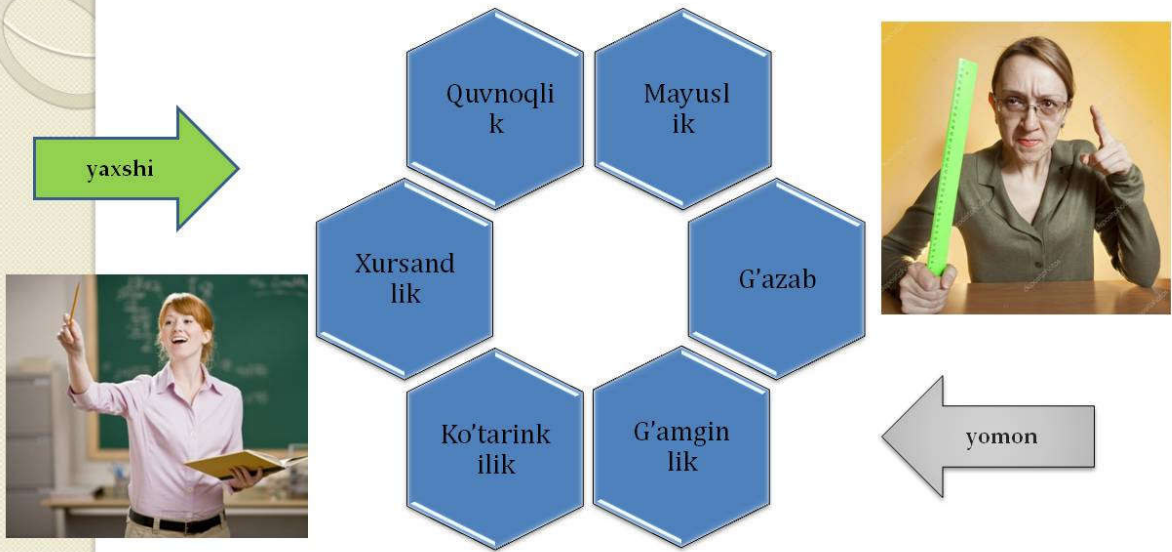 Quvnoqli
k
Mayusl
ik
yaxshi
Xursand
lik
G'azab
Ko'tarink
ilik
G'amgin
lik
yomon